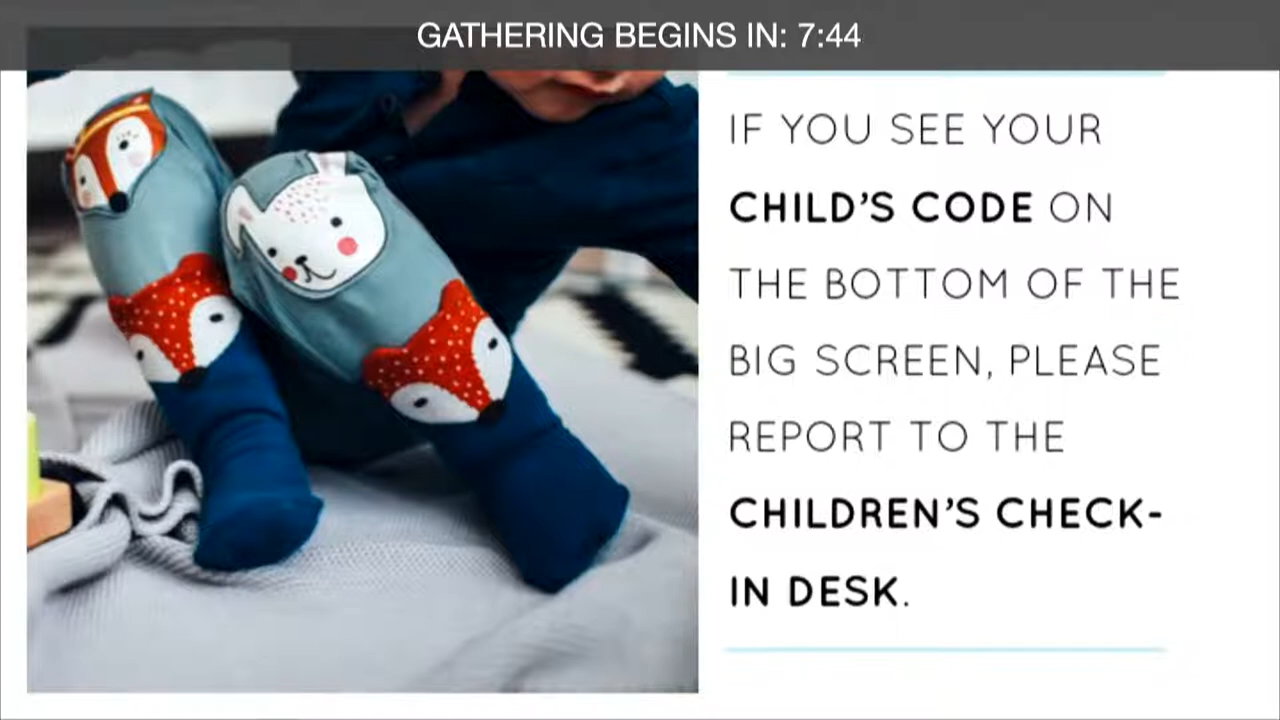 GATHERING BEGINS IN: 7:44
IF YOU SEE YOUR
CHILD'S CODE ON
THE BOTTOM OF THE
BIG SCREEN, PLEASE
REPORT TO THE
CHILDREN'S CHECK-
IN DESK.